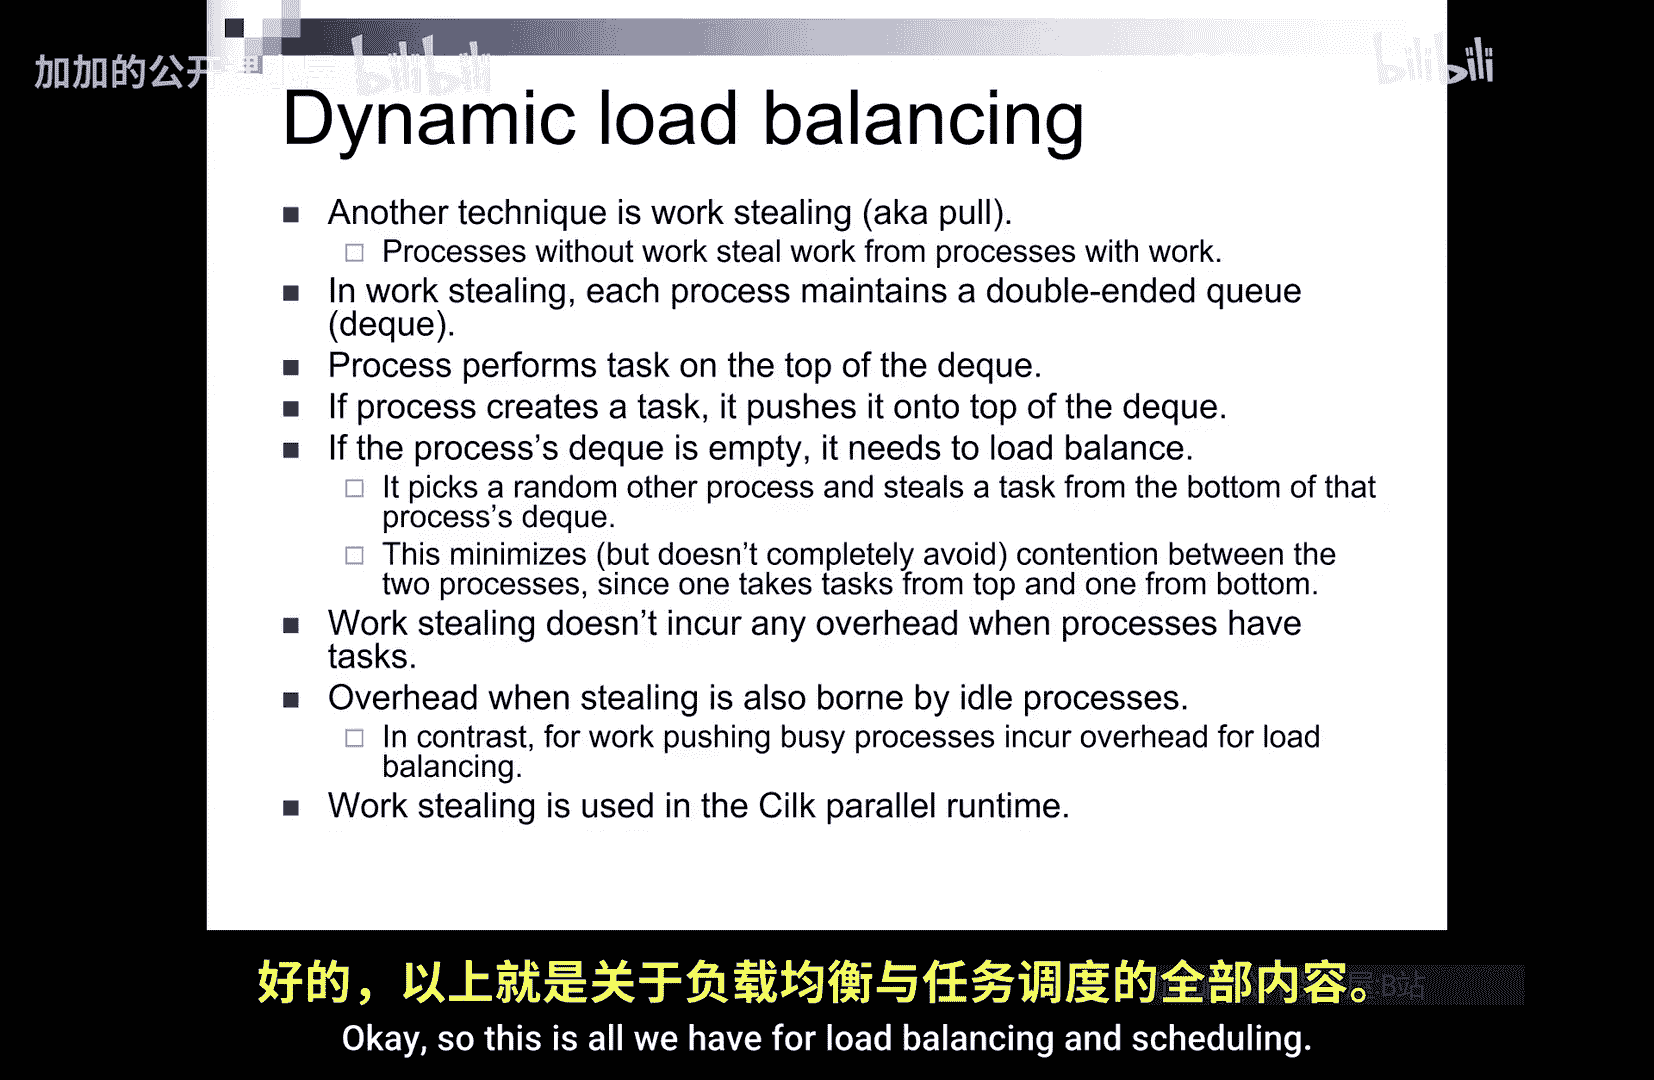 加加的公开
bilibili
bilibili
Dynamic load balancing
Another technique is work stealing (aka pull).
Processes without work steal work from processes with work.
In work stealing, each process maintains a double-ended queue
(deque).
Process performs task on the top of the deque.
If process creates a task, it pushes it onto top of the deque.
If the process's deque is empty, it needs to load balance.
It picks a random other process and steals a task from the bottom of that
process's deque.
This minimizes (but doesn't completely avoid) contention between the
two processes, since one takes tasks from top and one from bottom.
Work stealing doesn't incur any overhead when processes have
tasks.
Overhead when stealing is also borne by idle processes.
In contrast, for work pushing busy processes incur overhead for load
balancing.
Work stealing is used in the Cilk parallel runtime.
好的，以上就是关于负载均衡与任务调度的全部内容。
B站
Okay, so this is all we have for load balancing and scheduling.